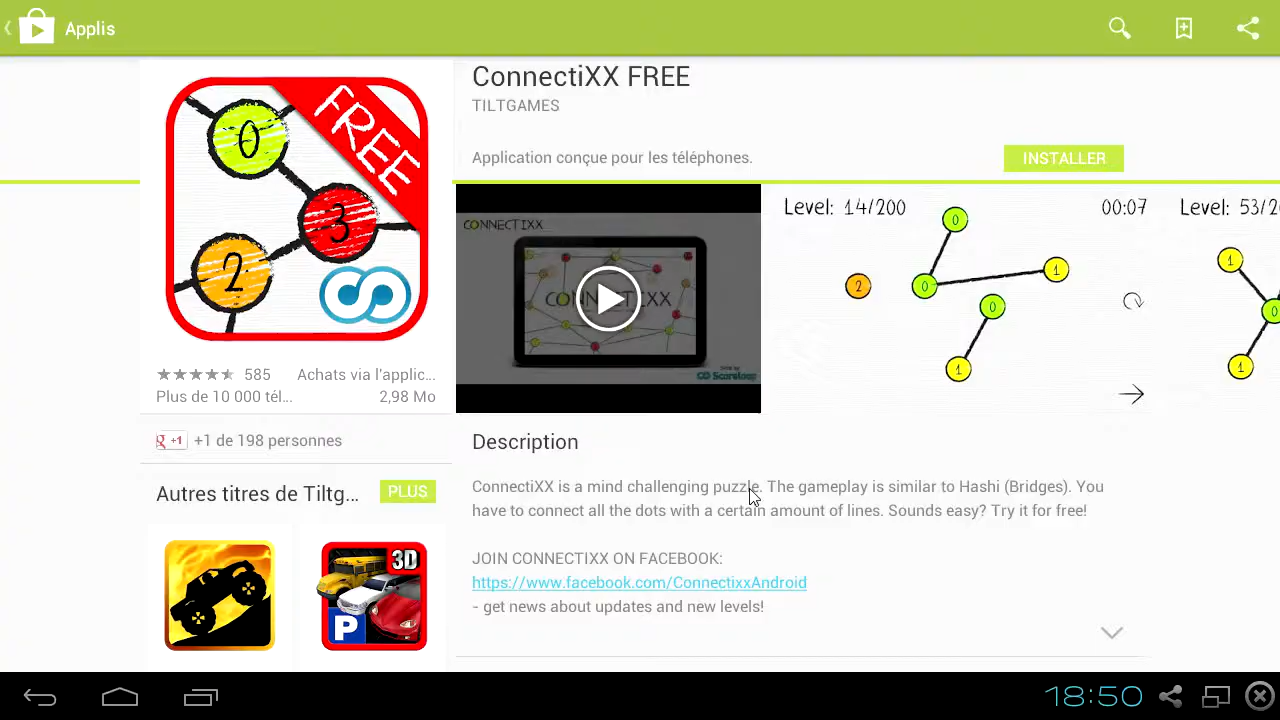 Applis
ConnectiXX FREE
TILTGAMES
Application conçue pour les téléphones.
INSTALLER
FREE
0
3
2
CONNECTIXX
CONNECTIXX
Scoreloop
Level: 14/200
00:07
0
2
0
1
0
1
Level: 53/20
1
0
1
585
Achats via l'applic...
Plus de 10 000 tél...
2,98 Mo
+1
+1 de 198 personnes
Autres titres de Tiltg...
PLUS
3D
P
Description
ConnectiXX is a mind challenging puzzle. The gameplay is similar to Hashi (Bridges). You
have to connect all the dots with a certain amount of lines. Sounds easy? Try it for free!
JOIN CONNECTIXX ON FACEBOOK:
https://www.facebook.com/ConnectixxAndroid
- get news about updates and new levels!
18:50